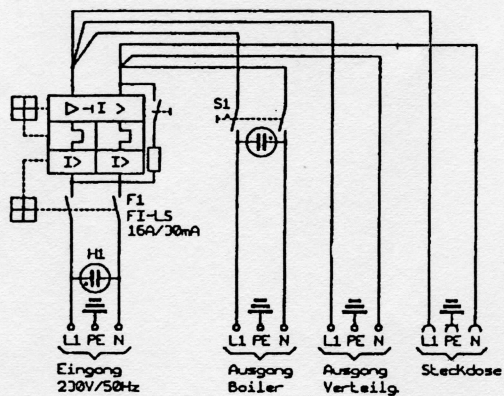 I >
I> I>
S1
F1
FI-LS
16A/30mA
H1
L1 PE N L1 PE N L1 PE N L1 PE N
Eingang
230V/50Hz
Ausgang
Boiler
Ausgang
Verteilg.
Steckdose